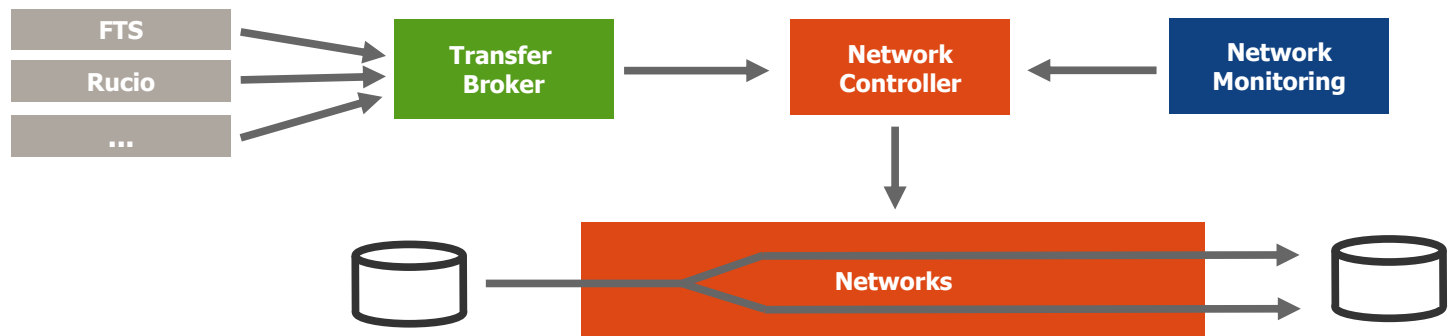 FTS
Rucio
...
Transfer
Broker
Network
Controller
Network
Monitoring
Networks